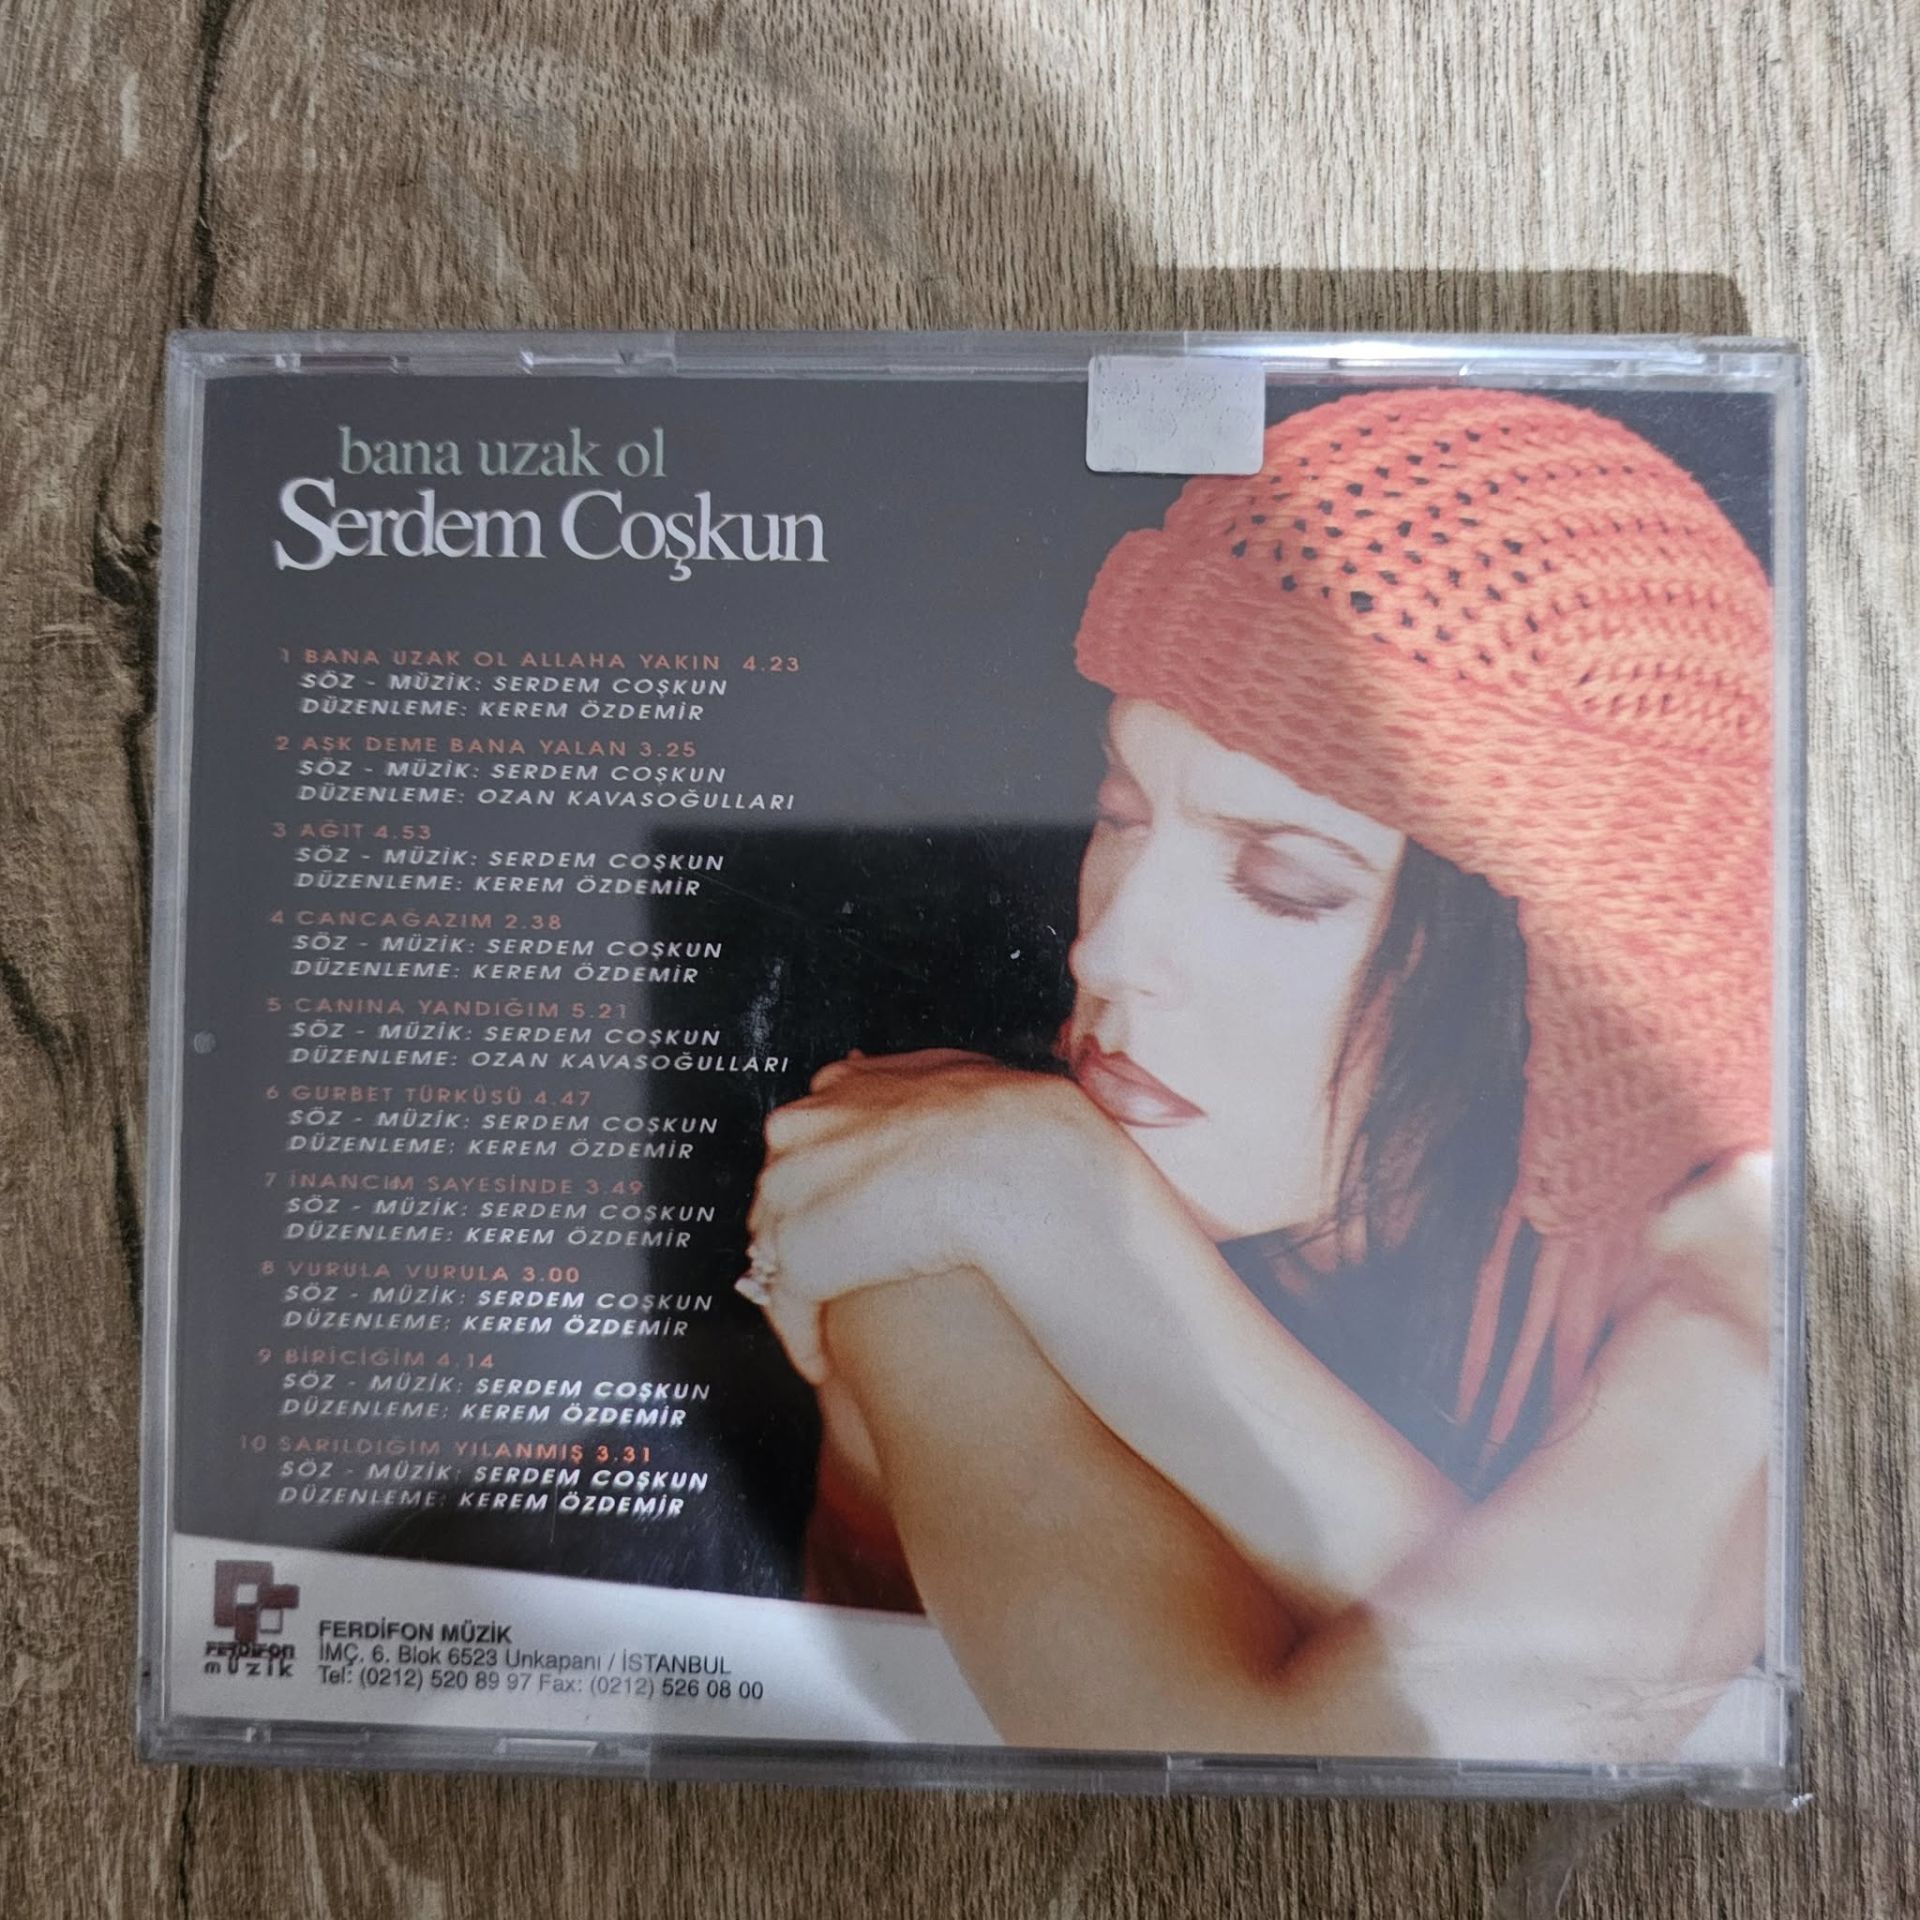 bana uzak ol
Serdem Coşkun
1 BANA UZAK OL ALLAHA YAKIN 4.23
SÖZ - MÜZİK: SERDEM COŞKUN
DÜZENLEME: KEREM ÖZDEMİR
2 AŞK DEME BANA YALAN 3.25
SÖZ - MÜZİK: SERDEM COŞKUN
DÜZENLEME: OZAN KAVASOĞULLARI
3 AĞIT 4.53
SÖZ - MÜZİK: SERDEM COŞKUN
DÜZENLEME: KEREM ÖZDEMİR
4 CANCAĞAZIM 2.38
SÖZ - MÜZİK: SERDEM COŞKUN
DÜZENLEME: KEREM ÖZDEMİR
5 CANINA YANDIĞIM 5.21
SÖZ - MÜZİK: SERDEM COŞKUN
DÜZENLEME: OZAN KAVASOĞULLARI
6 GURBET TÜRKÜSÜ 4.47
SÖZ - MÜZİK: SERDEM COŞKUN
DÜZENLEME: KEREM ÖZDEMİR
7 İNANCIM SAYESİNDE 3.49
SÖZ - MÜZİK: SERDEM COŞKUN
DÜZENLEME: KEREM ÖZDEMİR
8 VURULA VURULA 3.00
SÖZ - MÜZİK: SERDEM COŞKUN
DÜZENLEME: KEREM ÖZDEMİR
9 BİRİCİĞİM 4.14
SÖZ - MÜZİK: SERDEM COŞKUN
DÜZENLEME: KEREM ÖZDEMİR
10 SARILDIĞIM YILANMIŞ 3.31
SÖZ - MÜZİK: SERDEM COŞKUN
DÜZENLEME: KEREM ÖZDEMİR
FERDİFON
müzik
FERDİFON MÜZİK
İMÇ. 6. Blok 6523 Unkapanı / İSTANBUL
Tel: (0212) 520 89 97 Fax: (0212) 526 08 00